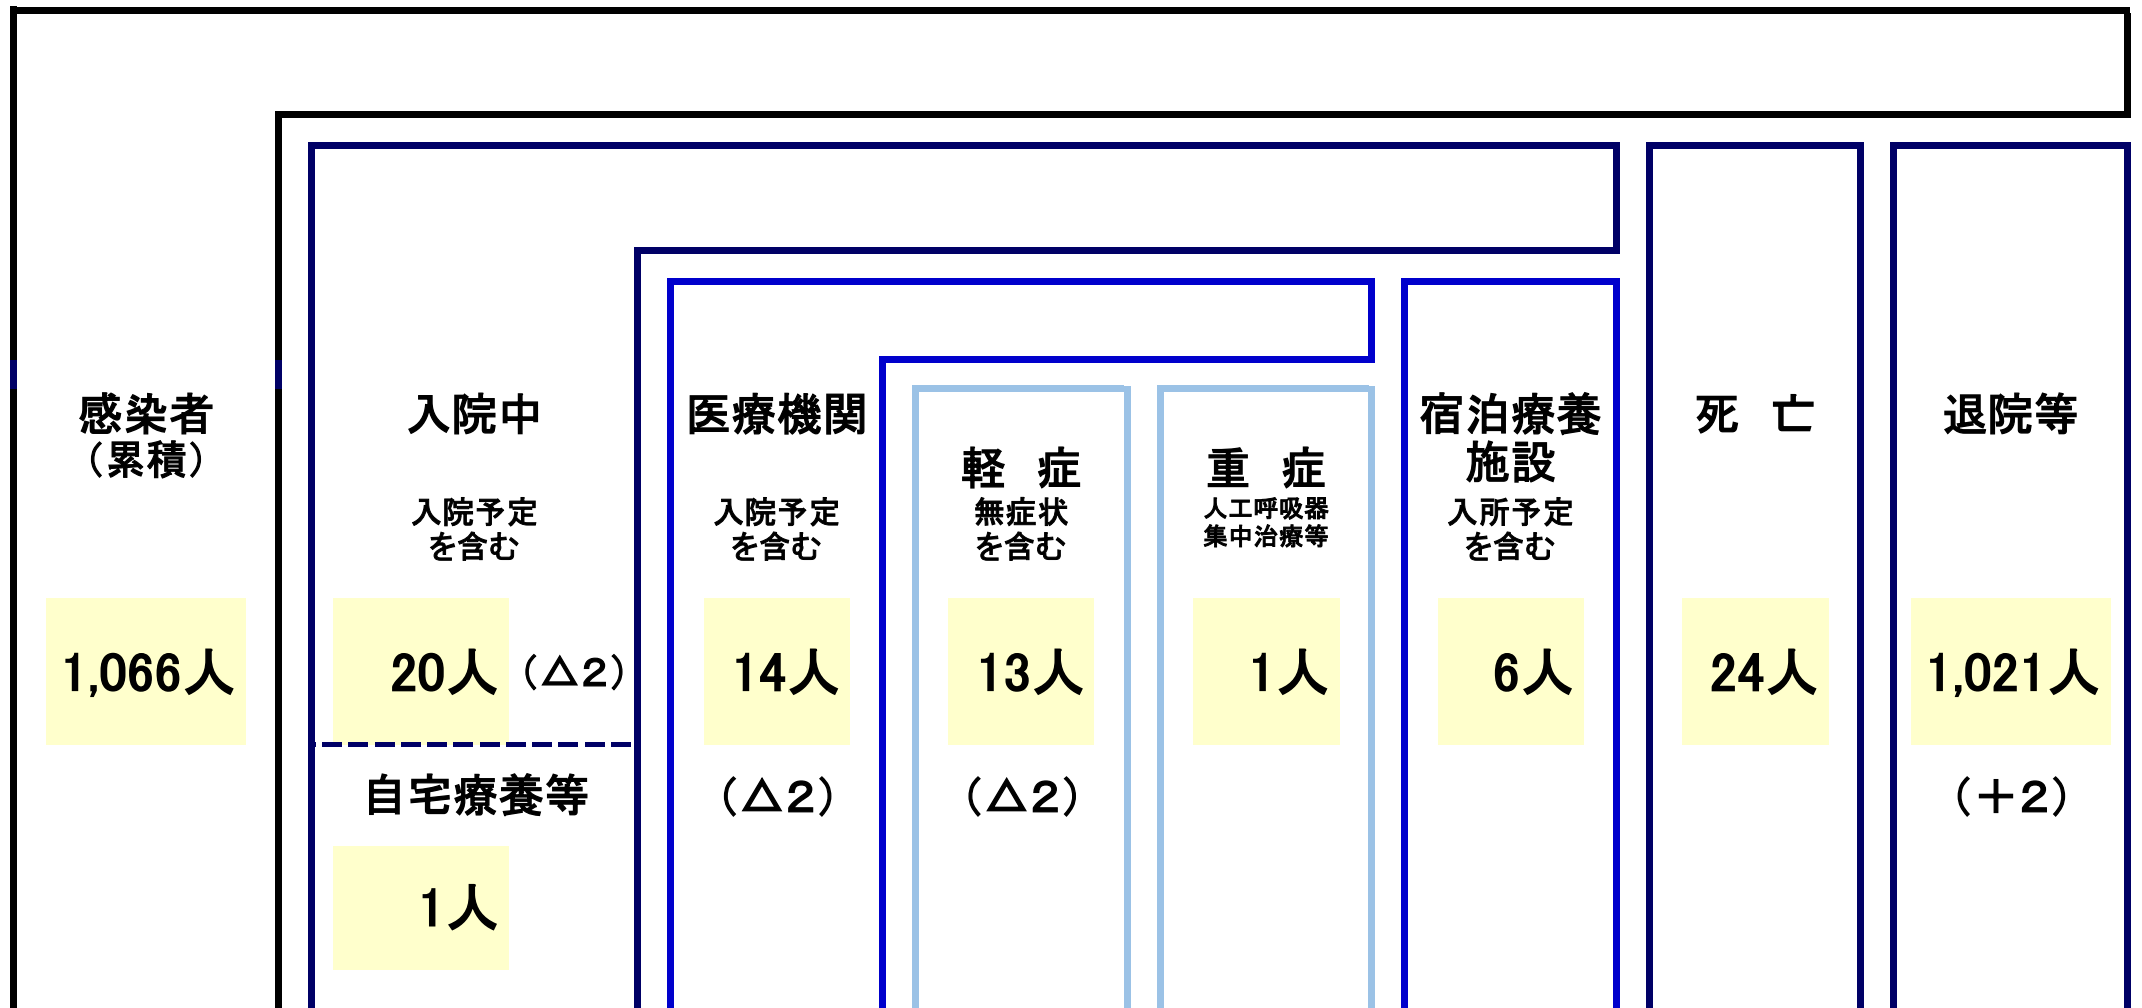 感染者
（累積）
1,066人
入院中
入院予定
を含む
20人 （△2）
自宅療養等
1人
医療機関
入院予定
を含む
14人
（△2）
軽 症
無症状
を含む
13人
（△2）
重 症
人工呼吸器
集中治療等
1人
宿泊療養
施設
入所予定
を含む
6人
死 亡
24人
退院等
1,021人
（＋2）